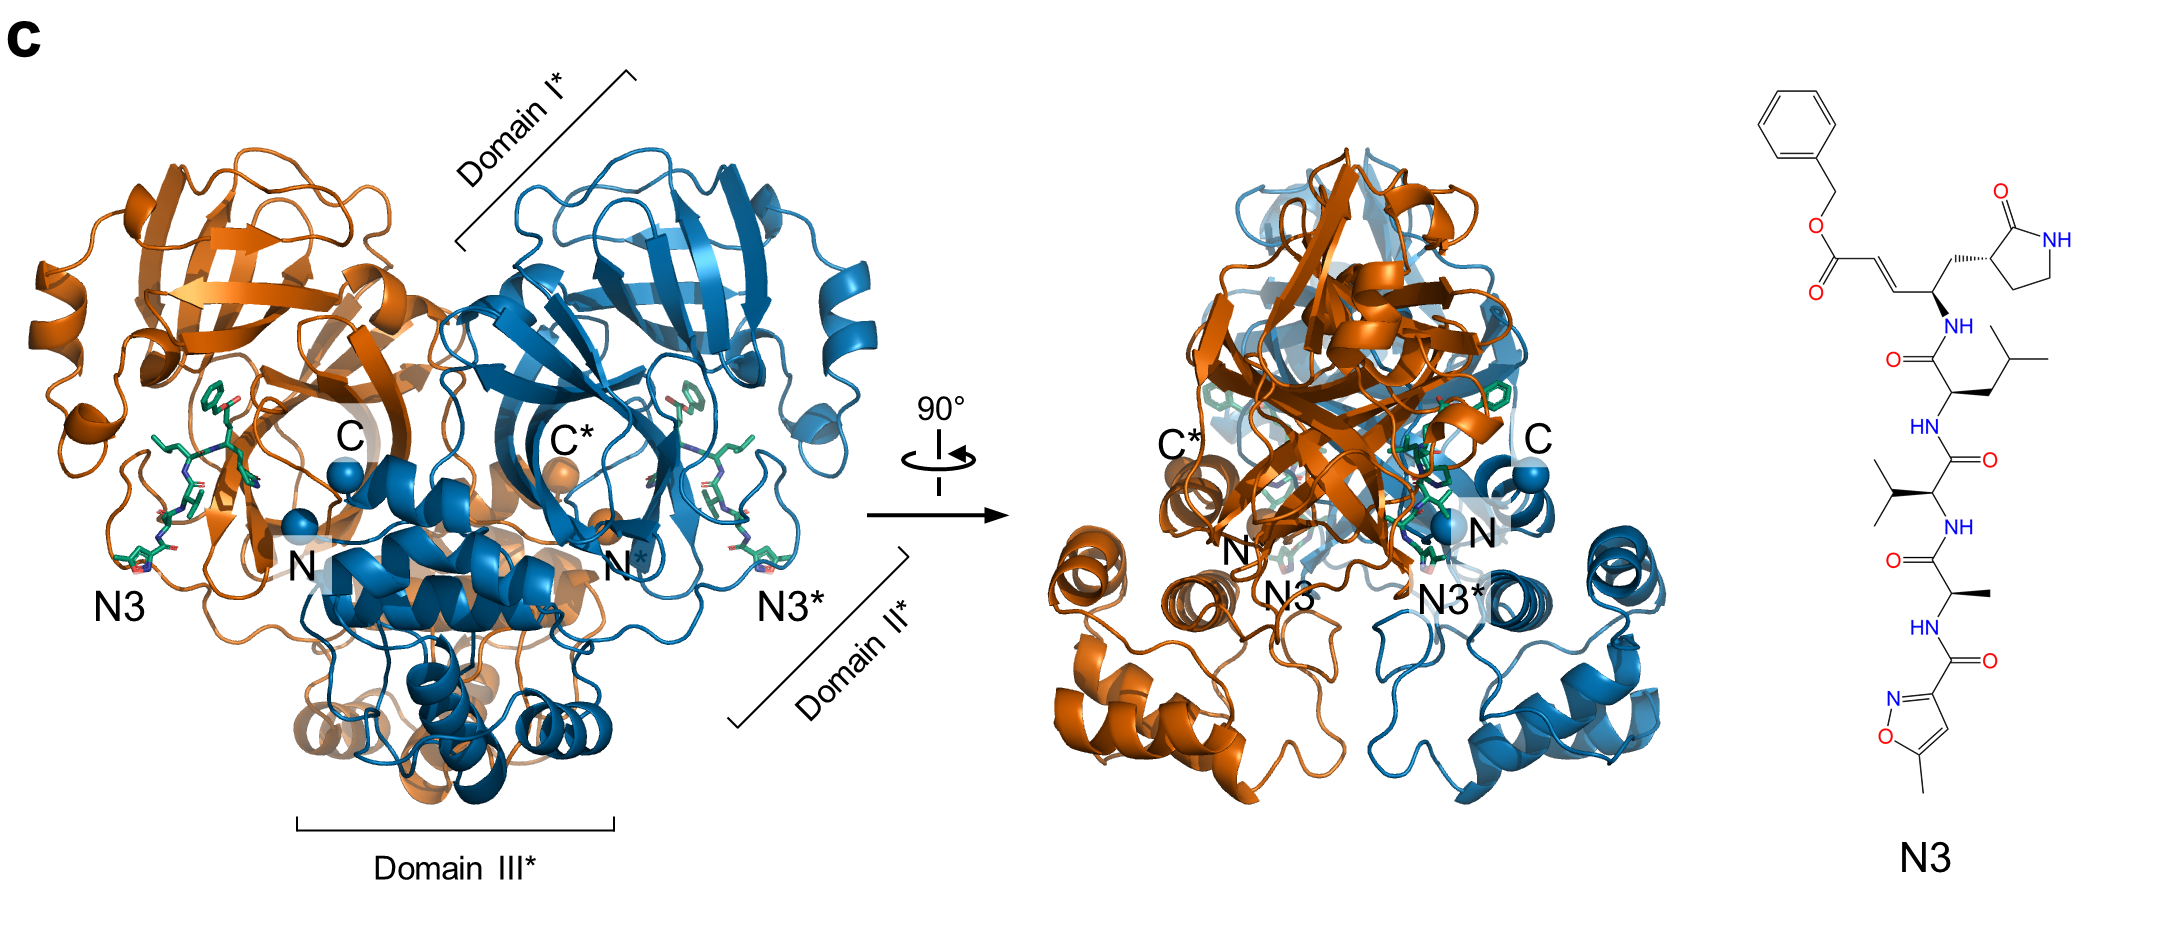 c
Domain I*
C
C*
N
N*
N3
N3*
Domain II*
Domain III*
90°
C*
C
N
N
N3
N3*
O
O
O
NH
NH
O
HN
O
NH
O
HN
O
N
O
N3